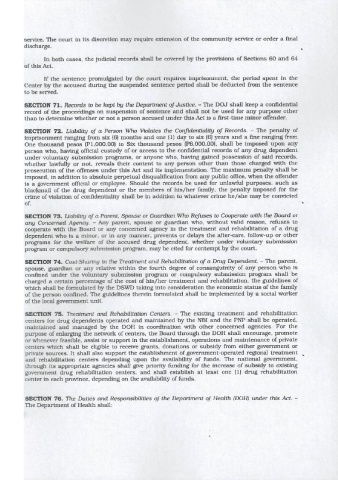 service. The court in its discretion may require extension of the community service or order a final
discharge.
In both cases, the judicial records shall be covered by the provisions of Sections 60 and 64
of this Act.
If the sentence promulgated by the court requires imprisonment, the period spent in the
Center by the accused during the suspended sentence period shall be deducted from the sentence
to be served.
SECTION 71. Records to be kept by the Department of Justice. – The DOJ shall keep a confidential
record of the proceedings on suspension of sentence and shall not be used for any purpose other
than to determine whether or not a person accused under this Act is a first-time minor offender.
SECTION 72. Liability of a Person Who Violates the Confidentiality of Records. – The penalty of
imprisonment ranging from six (6) months and one (1) day to six (6) years and a fine ranging from
One thousand pesos (P1,000.00) to Six thousand pesos (P6,000.00), shall be imposed upon any
person who, having official custody of or access to the confidential records of any drug dependent
under voluntary submission programs, or anyone who, having gained possession of said records,
whether lawfully or not, reveals their content to any person other than those charged with the
prosecution of the offenses under this Act and its implementation. The maximum penalty shall be
imposed, in addition to absolute perpetual disqualification from any public office, when the offender
is a government official or employee. Should the records be used for unlawful purposes, such as
blackmail of the drug dependent or the members of his/her family, the penalty imposed for the
crime of violation of confidentiality shall be in addition to whatever crime he/she may be convicted
of.
SECTION 73. Liability of a Parent, Spouse or Guardian Who Refuses to Cooperate with the Board or
any Concerned Agency. – Any parent, spouse or guardian who, without valid reason, refuses to
cooperate with the Board or any concerned agency in the treatment and rehabilitation of a drug
dependent who is a minor, or in any manner, prevents or delays the after-care, follow-up or other
programs for the welfare of the accused drug dependent, whether under voluntary submission
program or compulsory submission program, may be cited for contempt by the court.
SECTION 74. Cost-Sharing in the Treatment and Rehabilitation of a Drug Dependent. – The parent,
spouse, guardian or any relative within the fourth degree of consanguinity of any person who is
confined under the voluntary submission program or compulsory submission program shall be
charged a certain percentage of the cost of his/her treatment and rehabilitation, the guidelines of
which shall be formulated by the DSWD taking into consideration the economic status of the family
of the person confined. The guidelines therein formulated shall be implemented by a social worker
of the local government unit.
SECTION 75. Treatment and Rehabilitation Centers. – The existing treatment and rehabilitation
centers for drug dependents operated and maintained by the NBI and the PNP shall be operated,
maintained and managed by the DOH in coordination with other concerned agencies. For the
purpose of enlarging the network of centers, the Board through the DOH shall encourage, promote
or whenever feasible, assist or support in the establishment, operations and maintenance of private
centers which shall be eligible to receive grants, donations or subsidy from either government or
private sources. It shall also support the establishment of government-operated regional treatment
and rehabilitation centers depending upon the availability of funds. The national government,
through its appropriate agencies shall give priority funding for the increase of subsidy to existing
government drug rehabilitation centers, and shall establish at least one (1) drug rehabilitation
center in each province, depending on the availability of funds.
SECTION 76. The Duties and Responsibilities of the Department of Health (DOH) under this Act. –
The Department of Health shall: